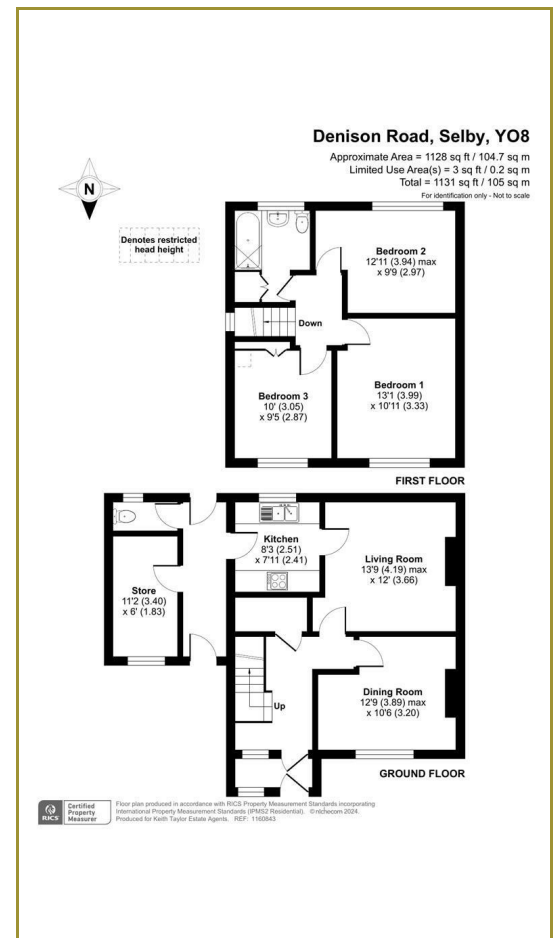 Denison Road, Selby, YO8
Approximate Area = 1128 sq ft / 104.7 sq m
Limited Use Area(s) = 3 sq ft / 0.2 sq m
Total = 1131 sq ft / 105 sq m
For identification only - Not to scale
N
Denotes restricted
head height
Bedroom 2
12'11 (3.94) max
x 9'9 (2.97)
Down
Bedroom 1
13'1 (3.99)
x 10'11 (3.33)
Bedroom 3
10' (3.05)
x 9'5 (2.87)
FIRST FLOOR
Kitchen
8'3 (2.51)
x 7'11 (2.41)
Living Room
13'9 (4.19) max
x 12' (3.66)
Store
11'2 (3.40)
x 6' (1.83)
Up
Dining Room
12'9 (3.89) max
x 10'6 (3.20)
GROUND FLOOR
RICS
Certified
Property
Measurer
Floor plan produced in accordance with RICS Property Measurement Standards incorporating
International Property Measurement Standards (IPMS2 Residential). © nichecom 2024.
Produced for Keith Taylor Estate Agents. REF: 1160843